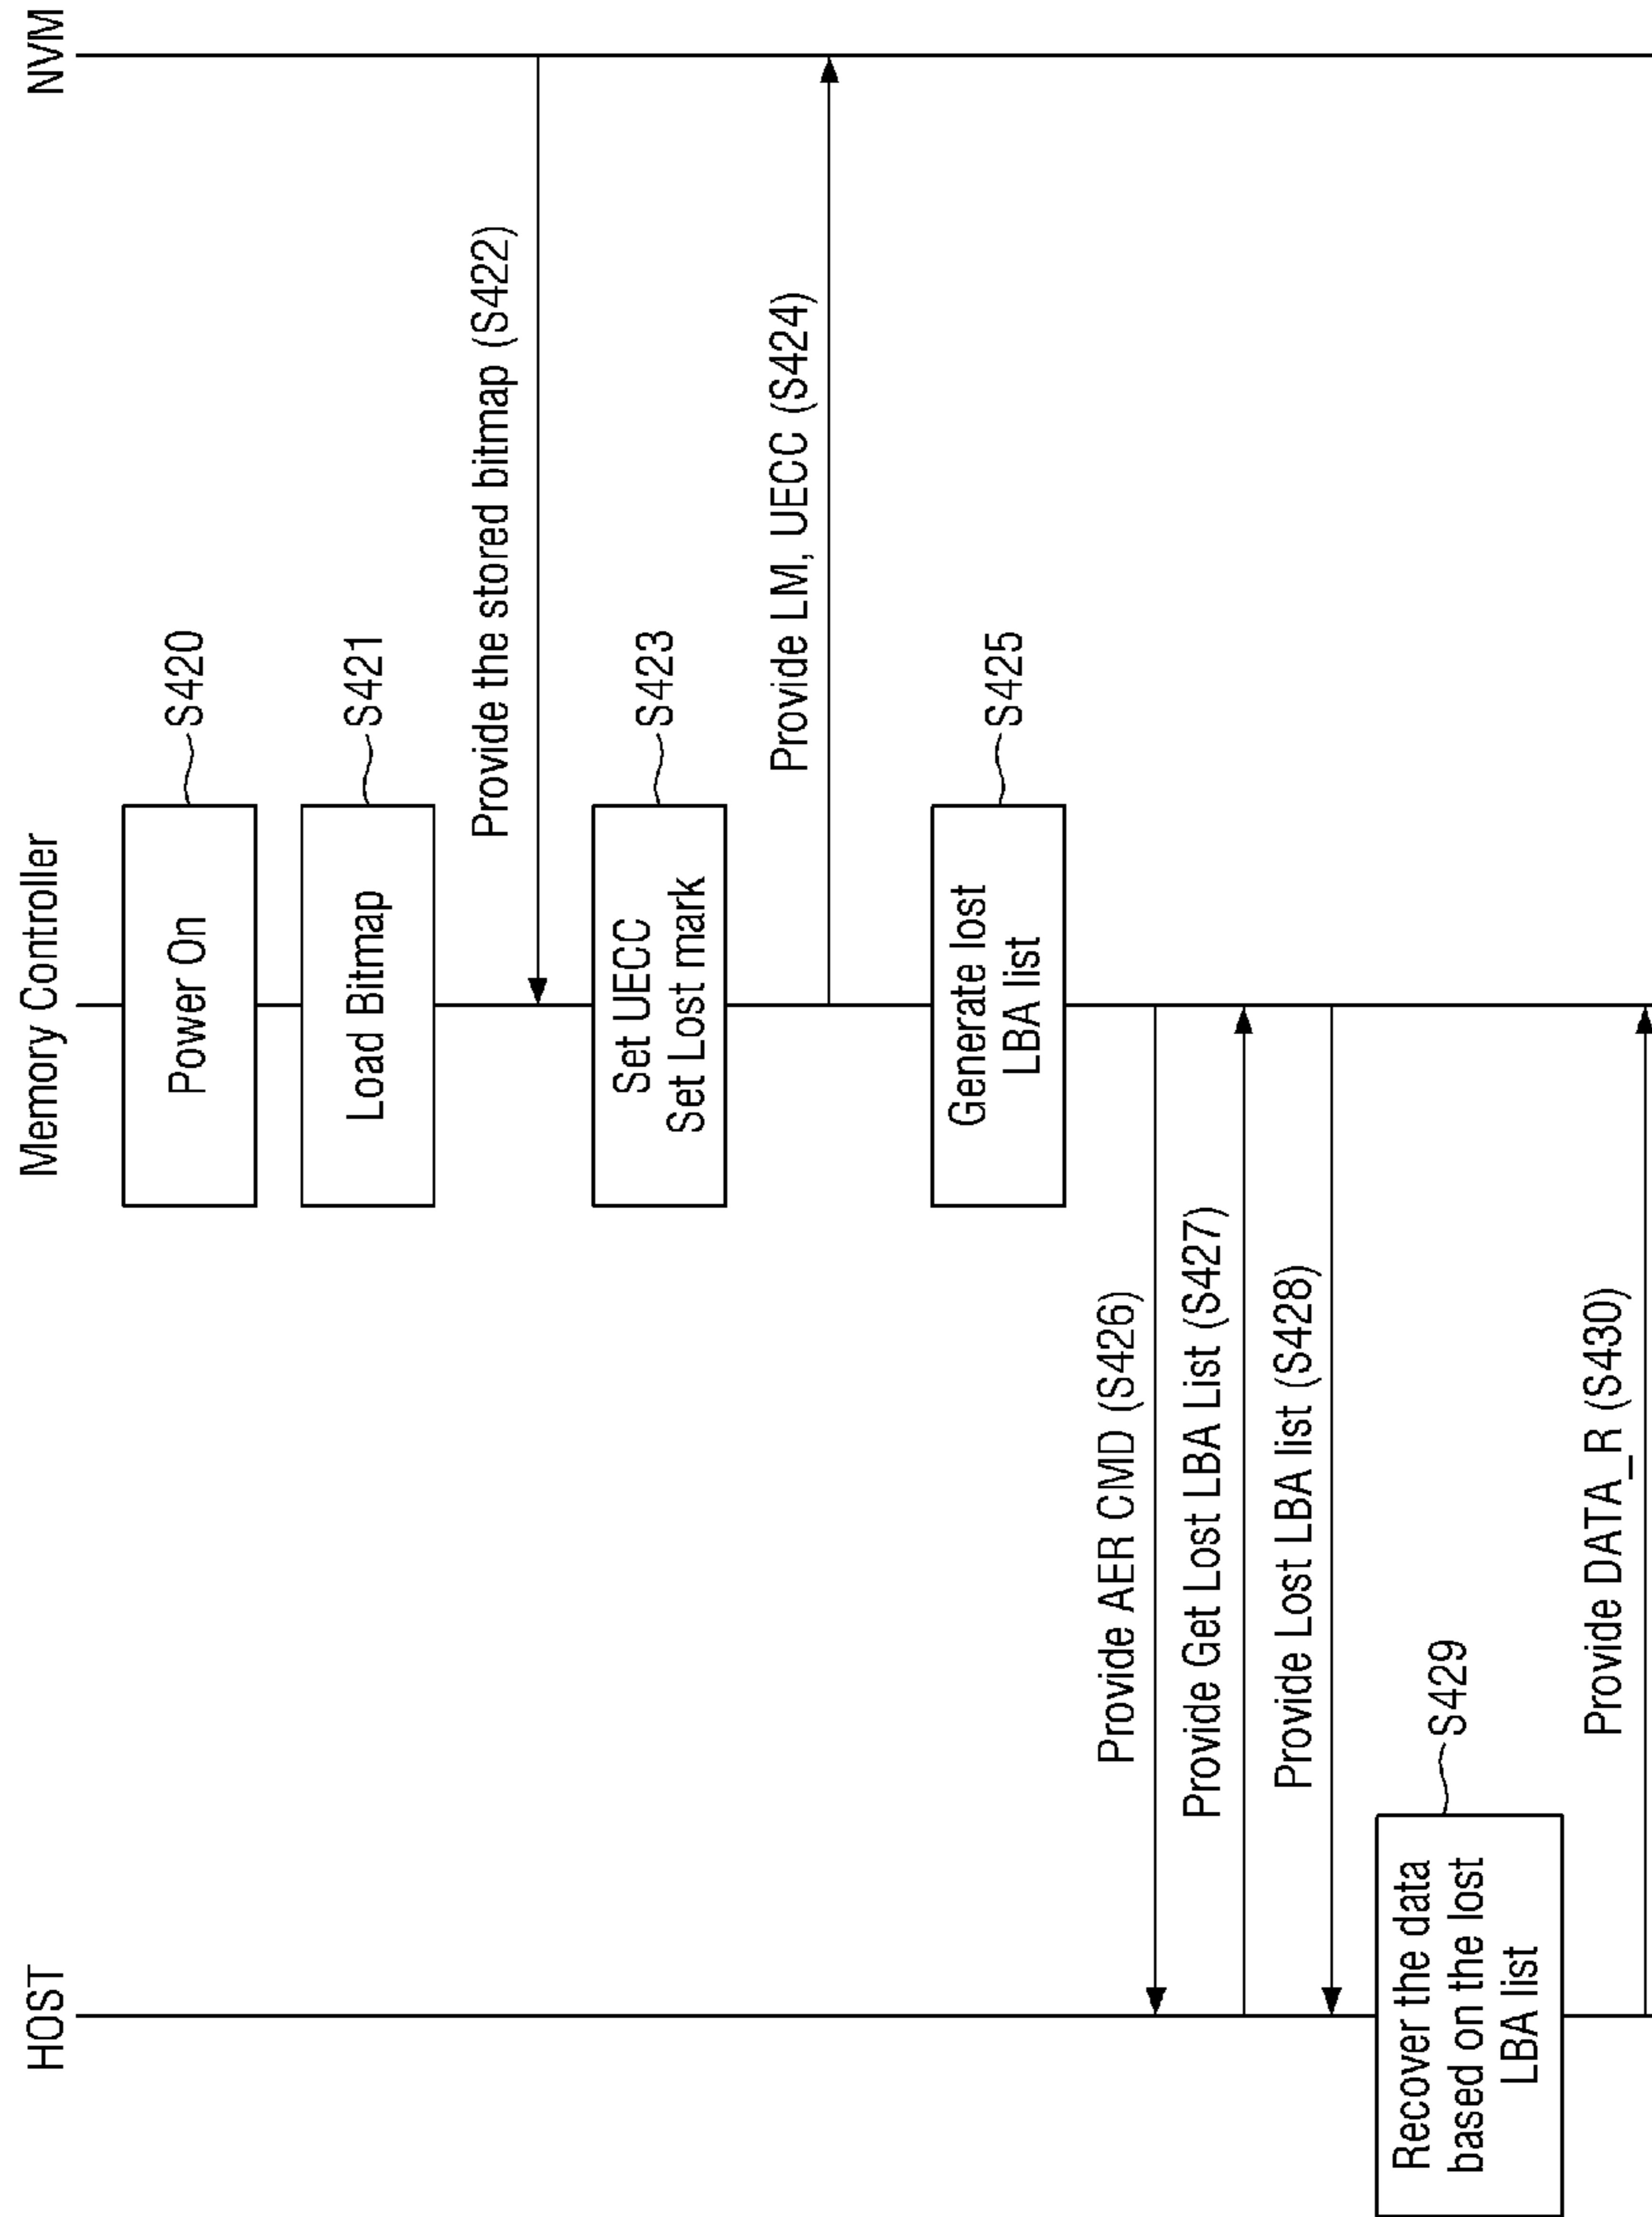 HOST
Memory Controller
NVM
Power On
S420
Load Bitmap
S421
Provide the stored bitmap (S422)
Set UECC
Set Lost mark
S423
Provide LM, UECC (S424)
Generate lost
LBA list
S425
Provide AER CMD (S426)
Provide Get Lost LBA List (S427)
Provide Lost LBA list (S428)
Recover the data
based on the lost
LBA list
S429
Provide DATA_R (S430)